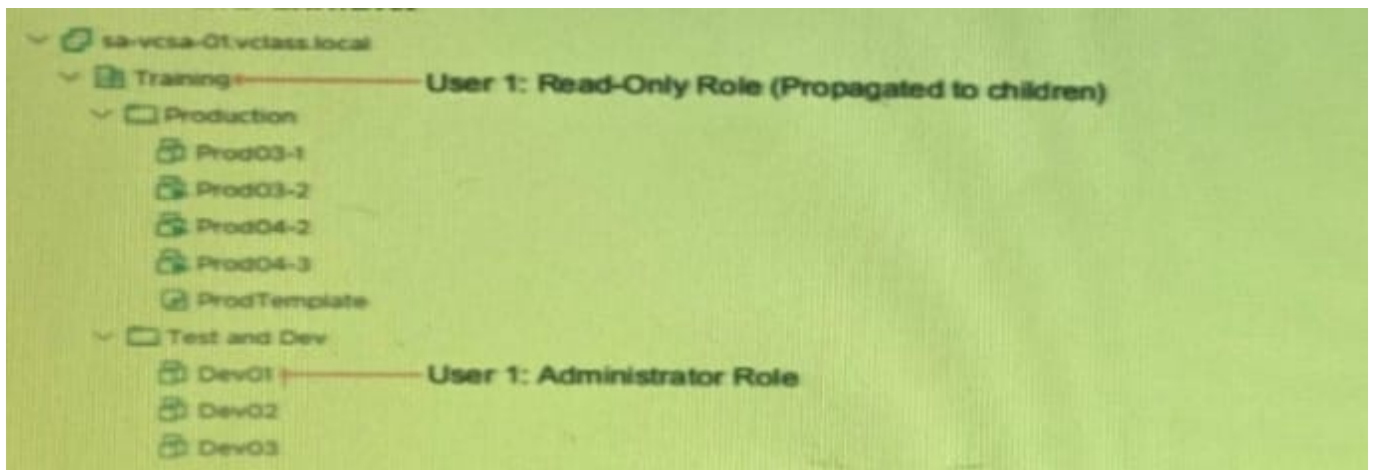 sa-vcsa-01.vclass.local
Training
User 1: Read-Only Role (Propagated to children)
Production
Prod03-1
Prod03-2
Prod04-2
Prod04-3
ProdTemplate
Test and Dev
Dev01
User 1: Administrator Role
Dev02
Dev03